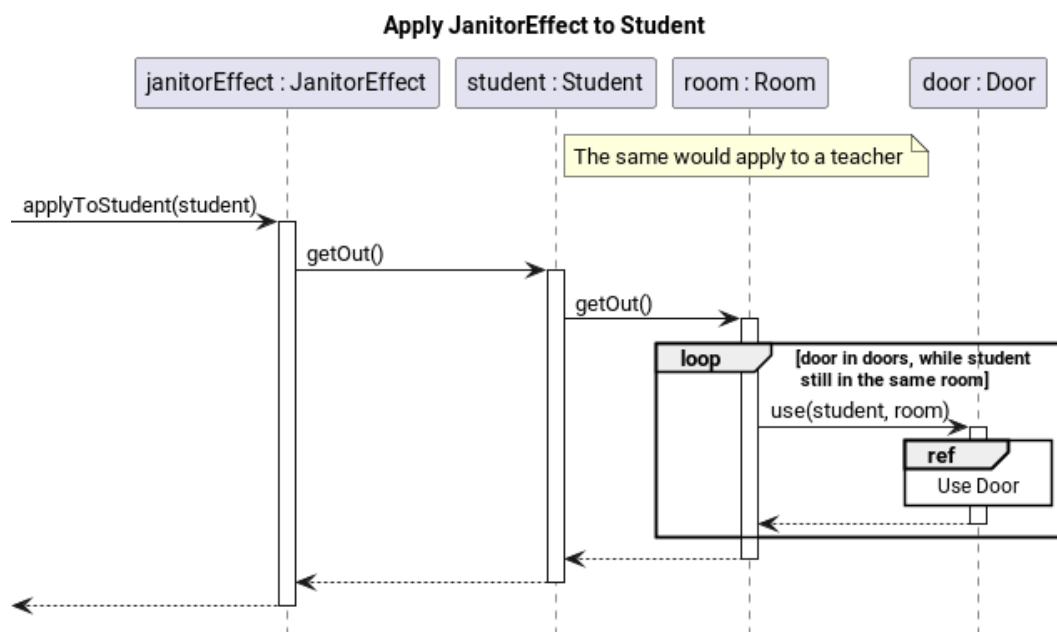 Apply JanitorEffect to Student
janitorEffect : JanitorEffect
student : Student
room : Room
door : Door
The same would apply to a teacher
applyToStudent(student)
getOut()
getOut()
loop
[door in doors, while student
still in the same room]
use(student, room)
ref
Use Door